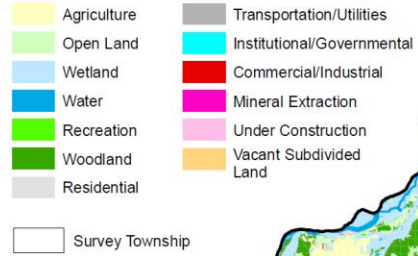 Agriculture
Open Land
Wetland
Water
Recreation
Woodland
Residential
Survey Township
Transportation/Utilities
Institutional/Governmental
Commercial/Industrial
Mineral Extraction
Under Construction
Vacant Subdivided
Land